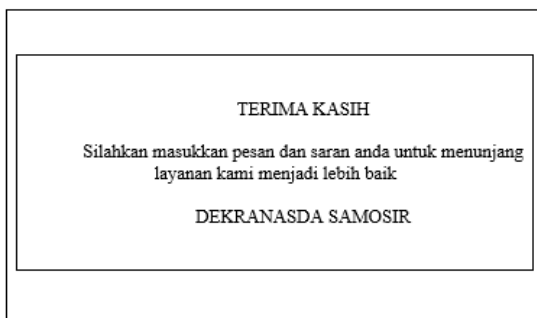 TERIMA KASIH
Silahkan masukkan pesan dan saran anda untuk menunjang
layanan kami menjadi lebih baik
DEKRANASDA SAMOSIR